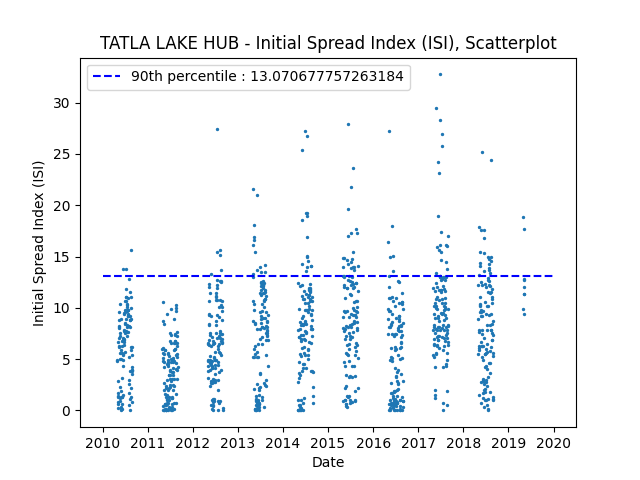 TATLA LAKE HUB - Initial Spread Index (ISI), Scatterplot
90th percentile : 13.070677757263184
Initial Spread Index (ISI)
30
25
20
15
10
5
0
2010 2011 2012 2013 2014 2015 2016 2017 2018 2019 2020
Date